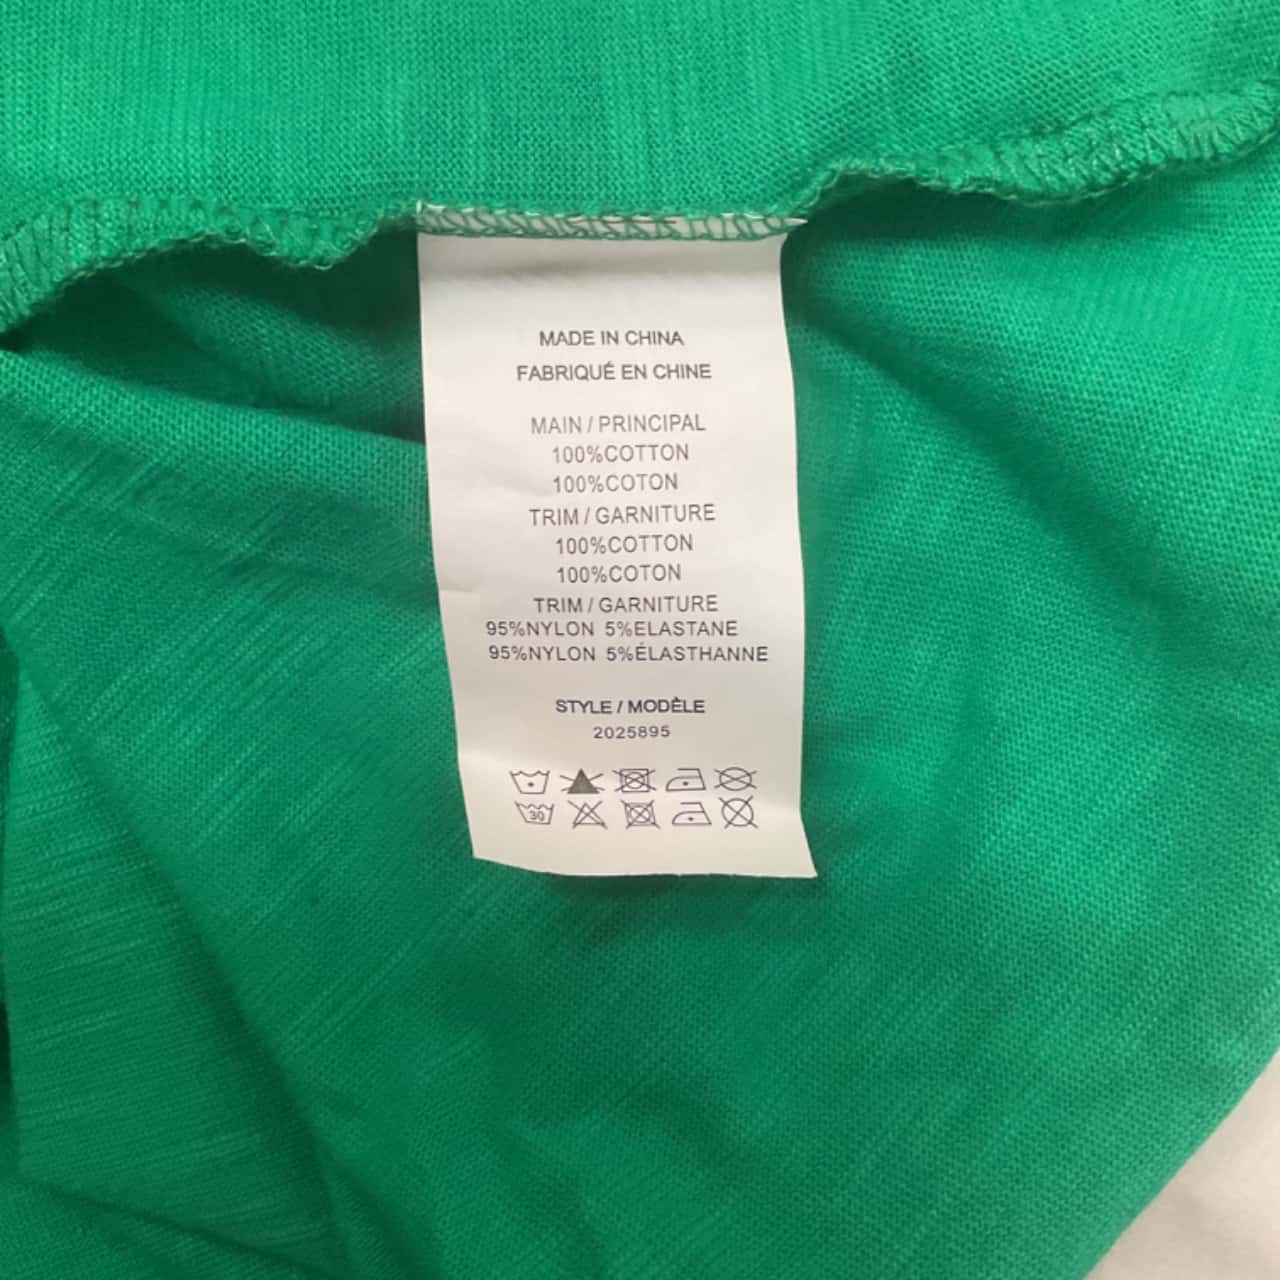 MADE IN CHINA
FABRIQUÉ EN CHINE
MAIN / PRINCIPAL
100%COTTON
100%COTON
TRIM / GARNITURE
100%COTTON
100%COTON
TRIM / GARNITURE
95%NYLON 5%ELASTANE
95%NYLON 5%ÉLASTHANNE
STYLE / MODÈLE
2025895
30